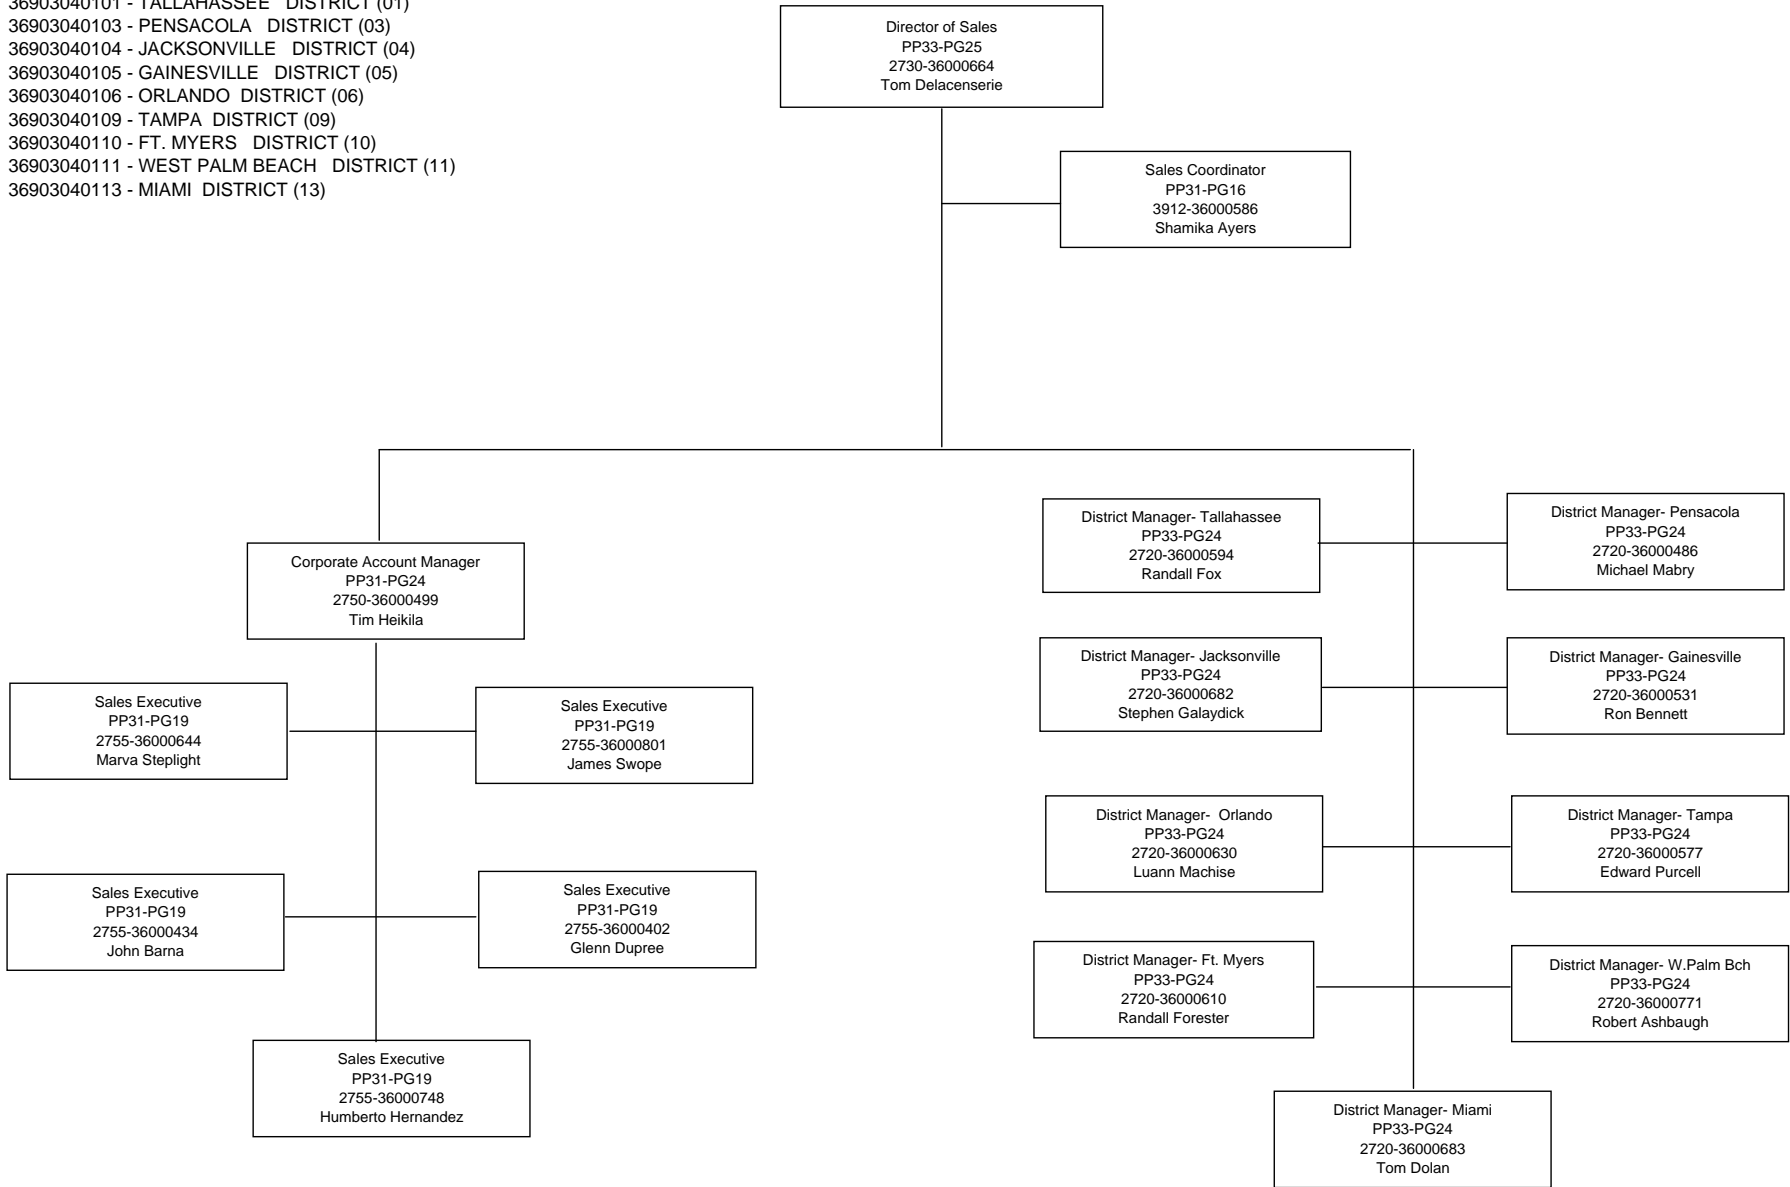 36903040101 - TALLAHASSEE DISTRICT (01)
36903040103 - PENSACOLA DISTRICT (03)
36903040104 - JACKSONVILLE DISTRICT (04)
36903040105 - GAINESVILLE DISTRICT (05)
36903040106 - ORLANDO DISTRICT (06)
36903040109 - TAMPA DISTRICT (09)
36903040110 - FT. MYERS DISTRICT (10)
36903040111 - WEST PALM BEACH DISTRICT (11)
36903040113 - MIAMI DISTRICT (13)
Director of Sales
PP33-PG25
2730-36000664
Tom Delacenserie
Sales Coordinator
PP31-PG16
3912-36000586
Shamika Ayers
Corporate Account Manager
PP31-PG24
2750-36000499
Tim Heikila
Sales Executive
PP31-PG19
2755-36000644
Marva Steplight
Sales Executive
PP31-PG19
2755-36000801
James Swope
Sales Executive
PP31-PG19
2755-36000434
John Barna
Sales Executive
PP31-PG19
2755-36000402
Glenn Dupree
Sales Executive
PP31-PG19
2755-36000748
Humberto Hernandez
District Manager- Tallahassee
PP33-PG24
2720-36000594
Randall Fox
District Manager- Pensacola
PP33-PG24
2720-36000486
Michael Mabry
District Manager- Jacksonville
PP33-PG24
2720-36000682
Stephen Galaydick
District Manager- Gainesville
PP33-PG24
2720-36000531
Ron Bennett
District Manager- Orlando
PP33-PG24
2720-36000630
Luann Machise
District Manager- Tampa
PP33-PG24
2720-36000577
Edward Purcell
District Manager- Ft. Myers
PP33-PG24
2720-36000610
Randall Forester
District Manager- W.Palm Bch
PP33-PG24
2720-36000771
Robert Ashbaugh
District Manager- Miami
PP33-PG24
2720-36000683
Tom Dolan